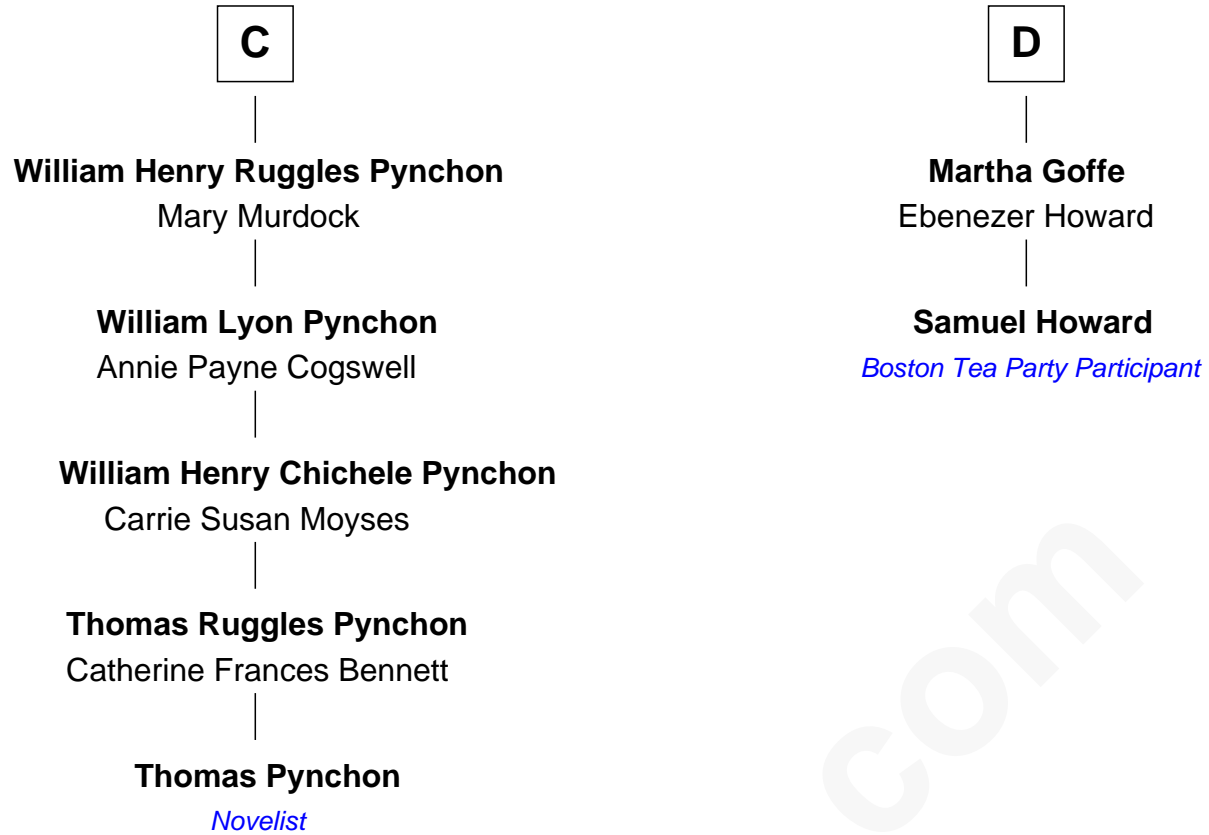 C
William Henry Ruggles Pynchon
Mary Murdock
William Lyon Pynchon
Annie Payne Cogswell
William Henry Chichele Pynchon
Carrie Susan Moyses
Thomas Ruggles Pynchon
Catherine Frances Bennett
Thomas Pynchon
Novelist
D
Martha Goffe
Ebenezer Howard
Samuel Howard
Boston Tea Party Participant
com